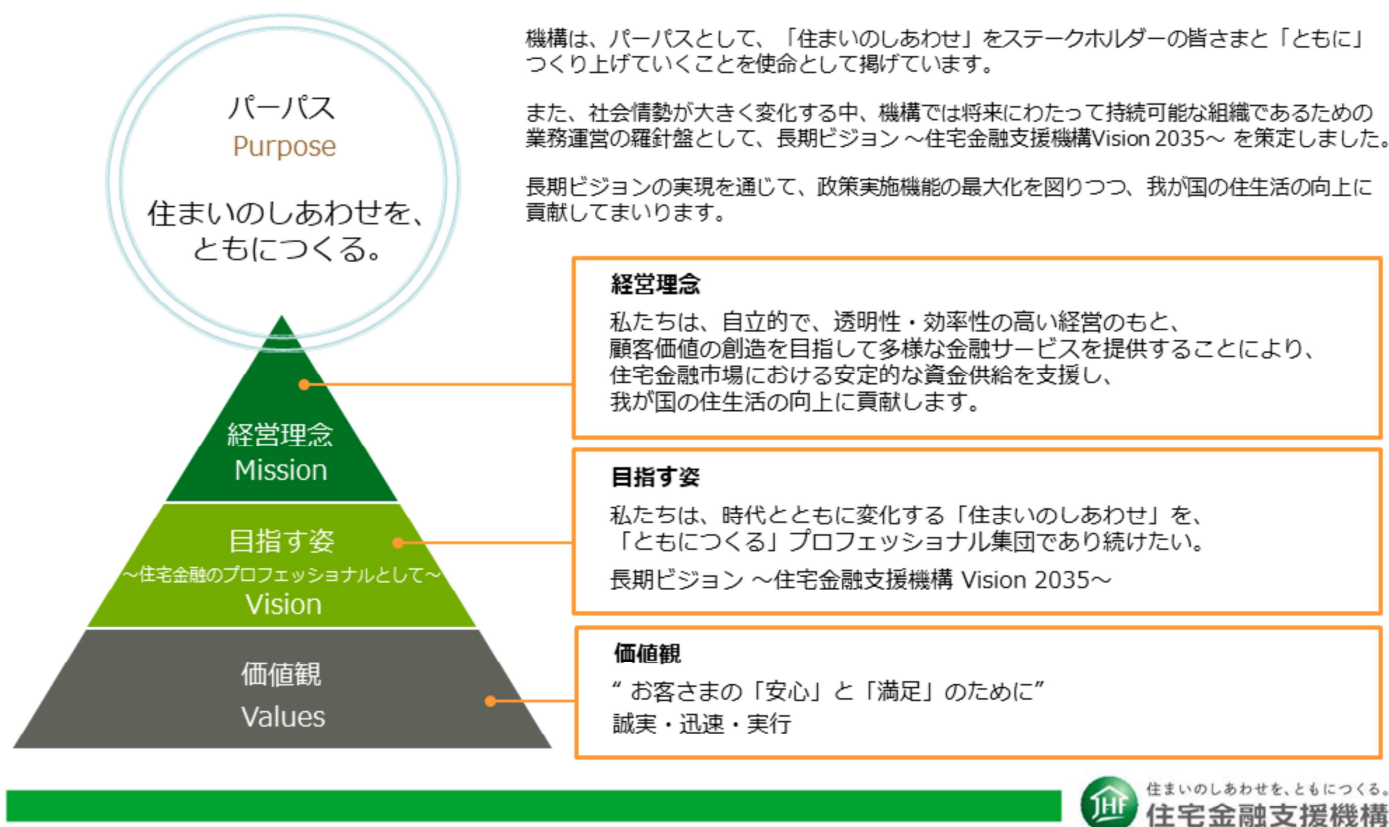 パーパス
Purpose
住まいのしあわせを、
ともにつくる。
機構は、パーパスとして、「住まいのしあわせ」をステークホルダーの皆さまと「ともに」
つくり上げていくことを使命として掲げています。
また、社会情勢が大きく変化する中、機構では将来にわたって持続可能な組織であるための
業務運営の羅針盤として、長期ビジョン ～住宅金融支援機構Vision 2035～ を策定しました。
長期ビジョンの実現を通じて、政策実施機能の最大化を図りつつ、我が国の住生活の向上に
貢献してまいります。
経営理念
Mission
経営理念
私たちは、自立的で、透明性・効率性の高い経営のもと、
顧客価値の創造を目指して多様な金融サービスを提供することにより、
住宅金融市場における安定的な資金供給を支援し、
我が国の住生活の向上に貢献します。
目指す姿
～住宅金融のプロフェッショナルとして～
Vision
目指す姿
私たちは、時代とともに変化する「住まいのしあわせ」を、
「ともにつくる」プロフェッショナル集団であり続けたい。
長期ビジョン ～住宅金融支援機構 Vision 2035～
価値観
Values
価値観
“ お客さまの「安心」と「満足」のために”
誠実・迅速・実行
JHF
住まいのしあわせを、ともにつくる。
住宅金融支援機構